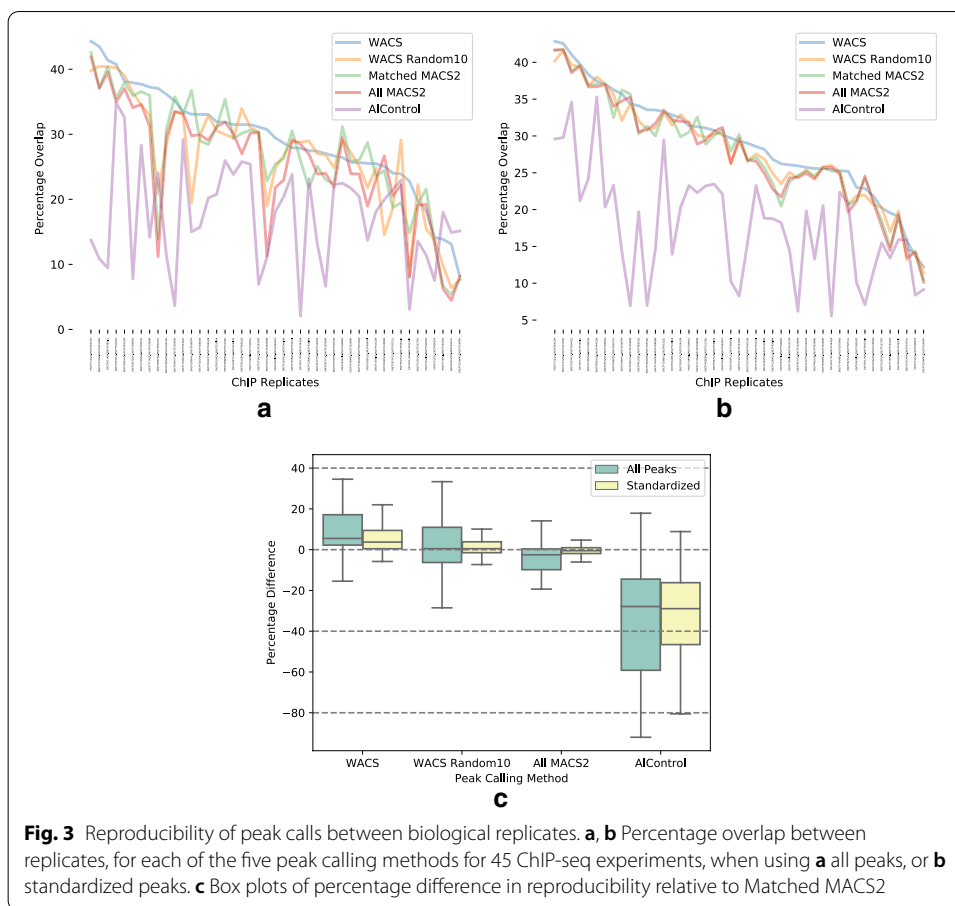 WACS
WACS Random10
Matched MACS2
All MACS2
AIControl
Percentage Overlap
40
30
20
10
0
ChIP Replicates
a
WACS
WACS Random10
Matched MACS2
All MACS2
AIControl
Percentage Overlap
40
35
30
25
20
15
10
5
ChIP Replicates
b
All Peaks
Standardized
Percentage Difference
40
20
0
−20
−40
−60
−80
WACS
WACS Random10
All MACS2
AIControl
Peak Calling Method
c
Fig. 3 Reproducibility of peak calls between biological replicates. a, b Percentage overlap between
replicates, for each of the five peak calling methods for 45 ChIP-seq experiments, when using a all peaks, or b
standardized peaks. c Box plots of percentage difference in reproducibility relative to Matched MACS2